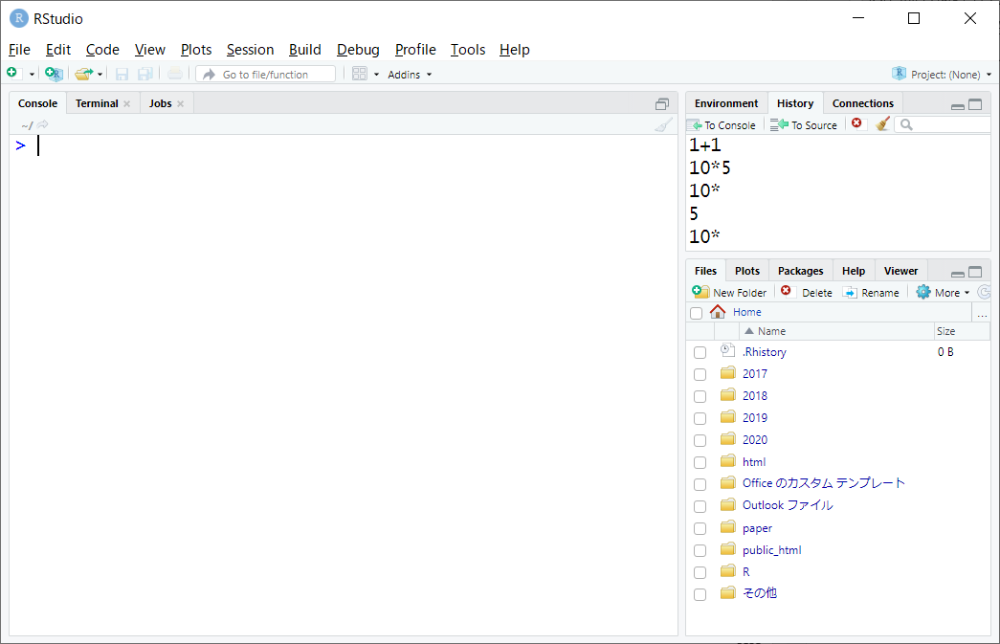 RStudio
File Edit Code View Plots Session Build Debug Profile Tools Help
Go to file/function Addins Project: (None)
Console Terminal Jobs
~/
>
Environment History Connections
To Console To Source
1+1
10*5
10*
5
10*
Files Plots Packages Help Viewer
New Folder Delete Rename More
Home ...
Name Size
.Rhistory 0 B
2017
2018
2019
2020
html
Office のカスタム テンプレート
Outlook ファイル
paper
public_html
R
その他